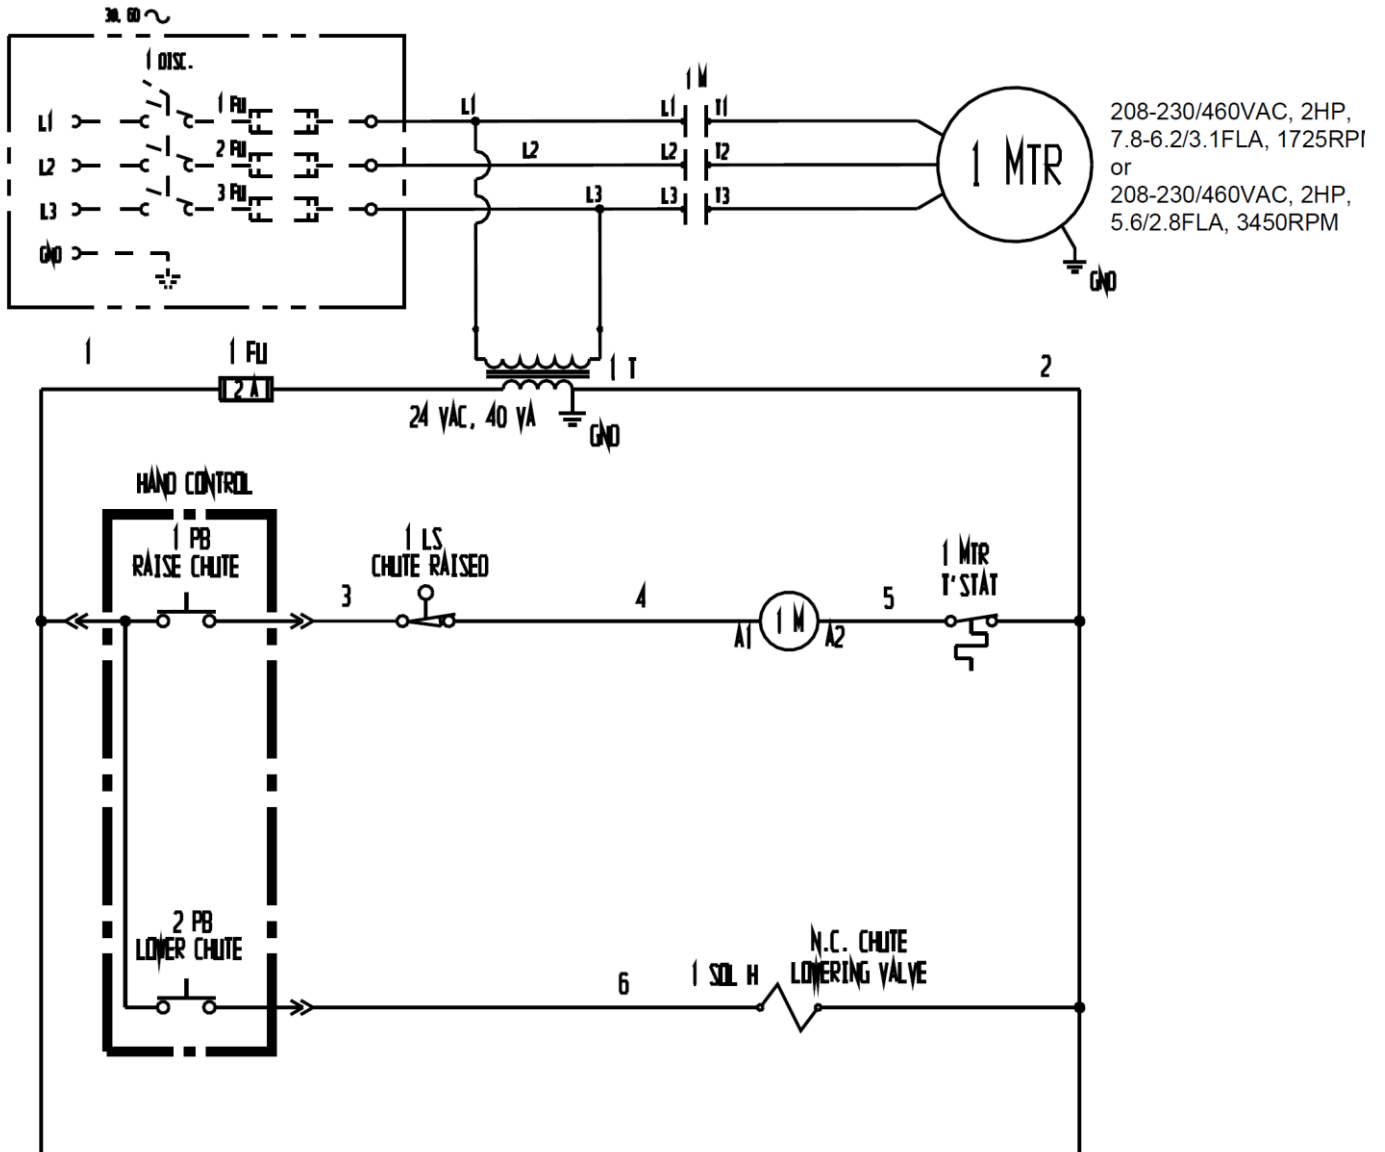 3Ø, 60
1 DISC.
1 FU
L1
2 FU
L2
3 FU
L3
GND
L1
L2
L3
1 M
L1 T1
L2 T2
L3 T3
1 MTR
GND
208-230/460VAC, 2HP,
7.8-6.2/3.1FLA, 1725RPM
or
208-230/460VAC, 2HP,
5.6/2.8FLA, 3450RPM
1
1 FU
2 A
1 T
24 VAC, 40 VA
GND
2
HAND CONTROL
1 PB
RAISE CHUTE
3
1 LS
CHUTE RAISED
4
A1
1 M
A2
5
1 MTR
T'STAT
2 PB
LOWER CHUTE
6
1 SOL H
N.C. CHUTE
LOWERING VALVE